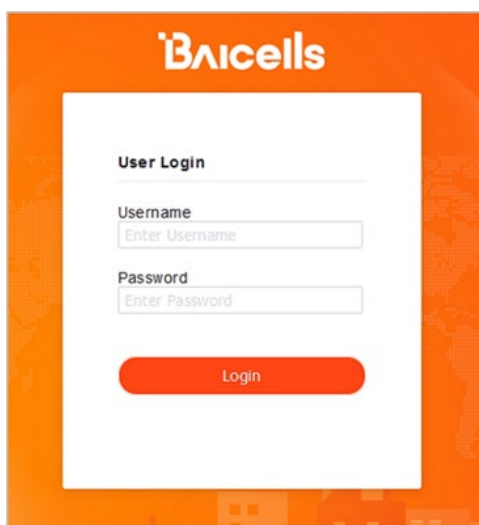 Baicells
User Login
Username
Enter Username
Password
Enter Password
Login